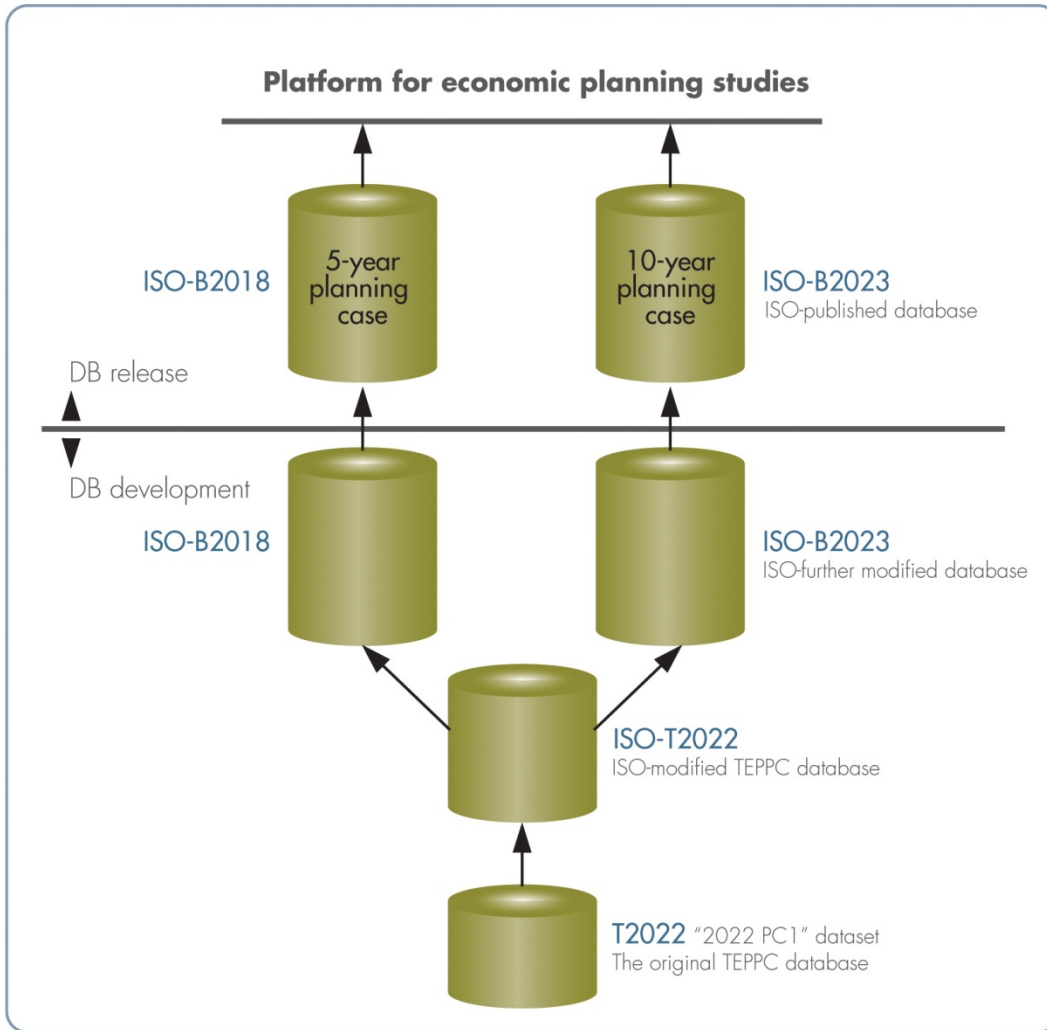 Platform for economic planning studies
ISO-B2018
5-year
planning
case
10-year
planning
case
ISO-B2023
ISO-published database
DB release
DB development
ISO-B2018
ISO-B2023
ISO-further modified database
ISO-T2022
ISO-modified TEPPC database
T2022 “2022 PC1” dataset
The original TEPPC database